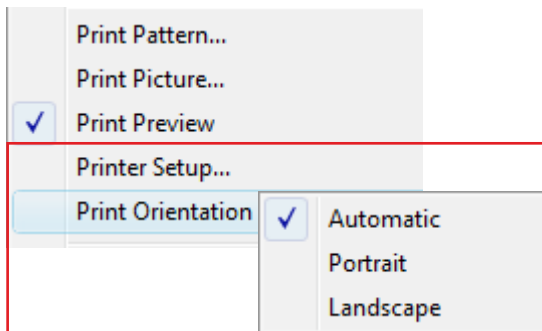 Print Pattern...
Print Picture...
Print Preview
Printer Setup...
Print Orientation
Automatic
Portrait
Landscape